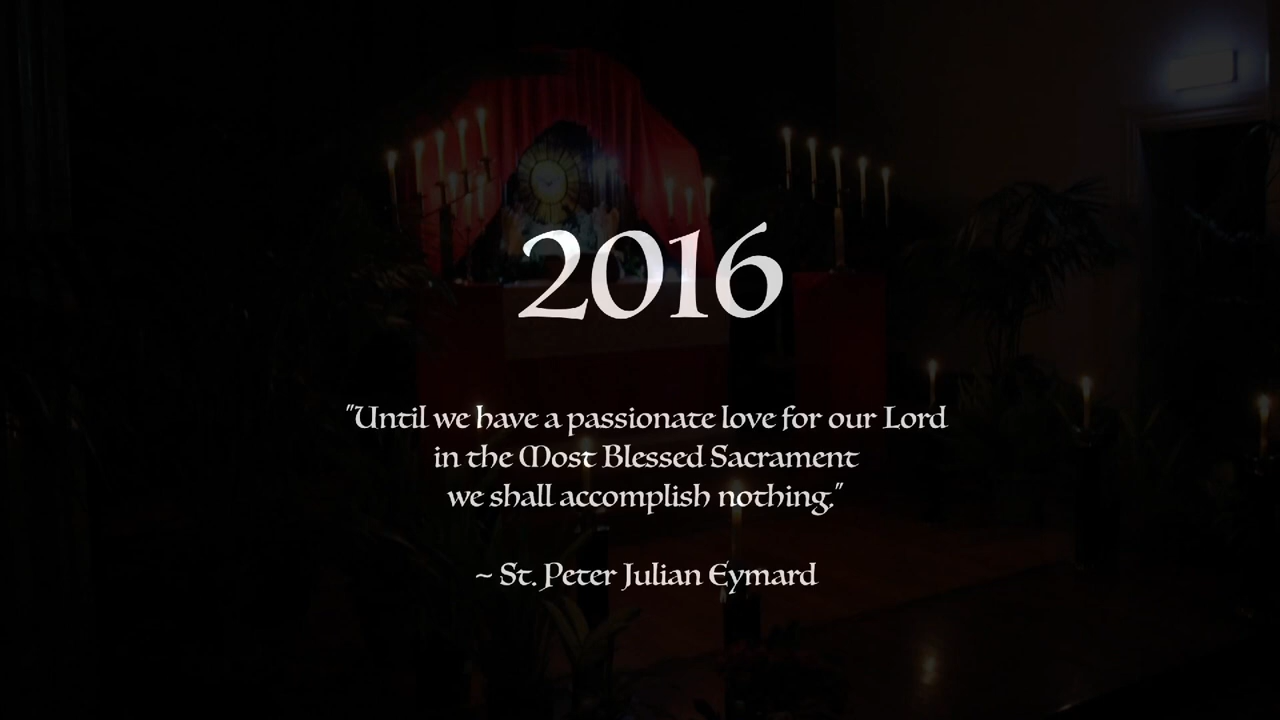 2016
"Until we have a passionate love for our Lord
in the Most Blessed Sacrament
we shall accomplish nothing."
~ St. Peter Julian Eymard